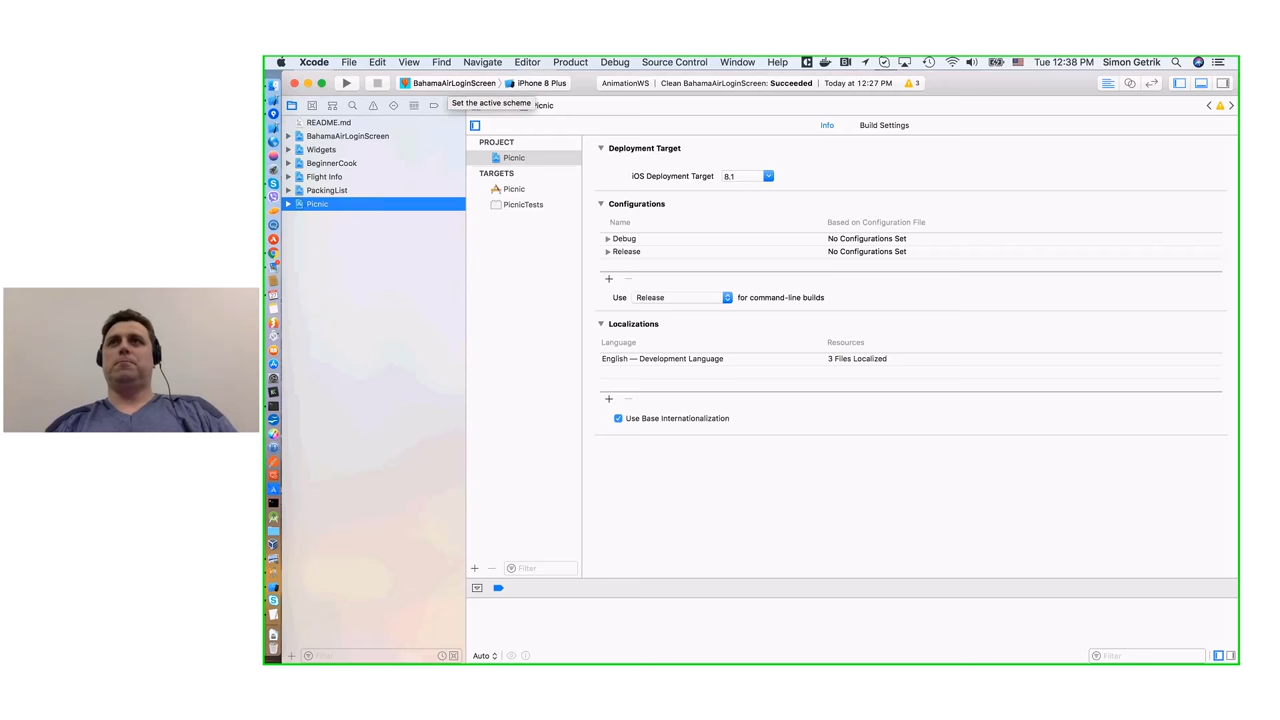 Xcode File Edit View Find Navigate Editor Product Debug Source Control Window Help Tue 12:38 PM Simon Getrik
BahamaAirLoginScreen 〉 iPhone 8 Plus
AnimationWS | Clean BahamaAirLoginScreen: Succeeded | Today at 12:27 PM 3
Set the active scheme
Picnic
README.md
BahamaAirLoginScreen
Widgets
BeginnerCook
Flight Info
PackingList
Picnic
PROJECT
Picnic
TARGETS
Picnic
PicnicTests
Filter
Info Build Settings
Deployment Target
iOS Deployment Target 8.1
Configurations
Name Based on Configuration File
Debug No Configurations Set
Release No Configurations Set
Use Release for command-line builds
Localizations
Language Resources
English — Development Language 3 Files Localized
Use Base Internationalization
Filter
Auto
Filter